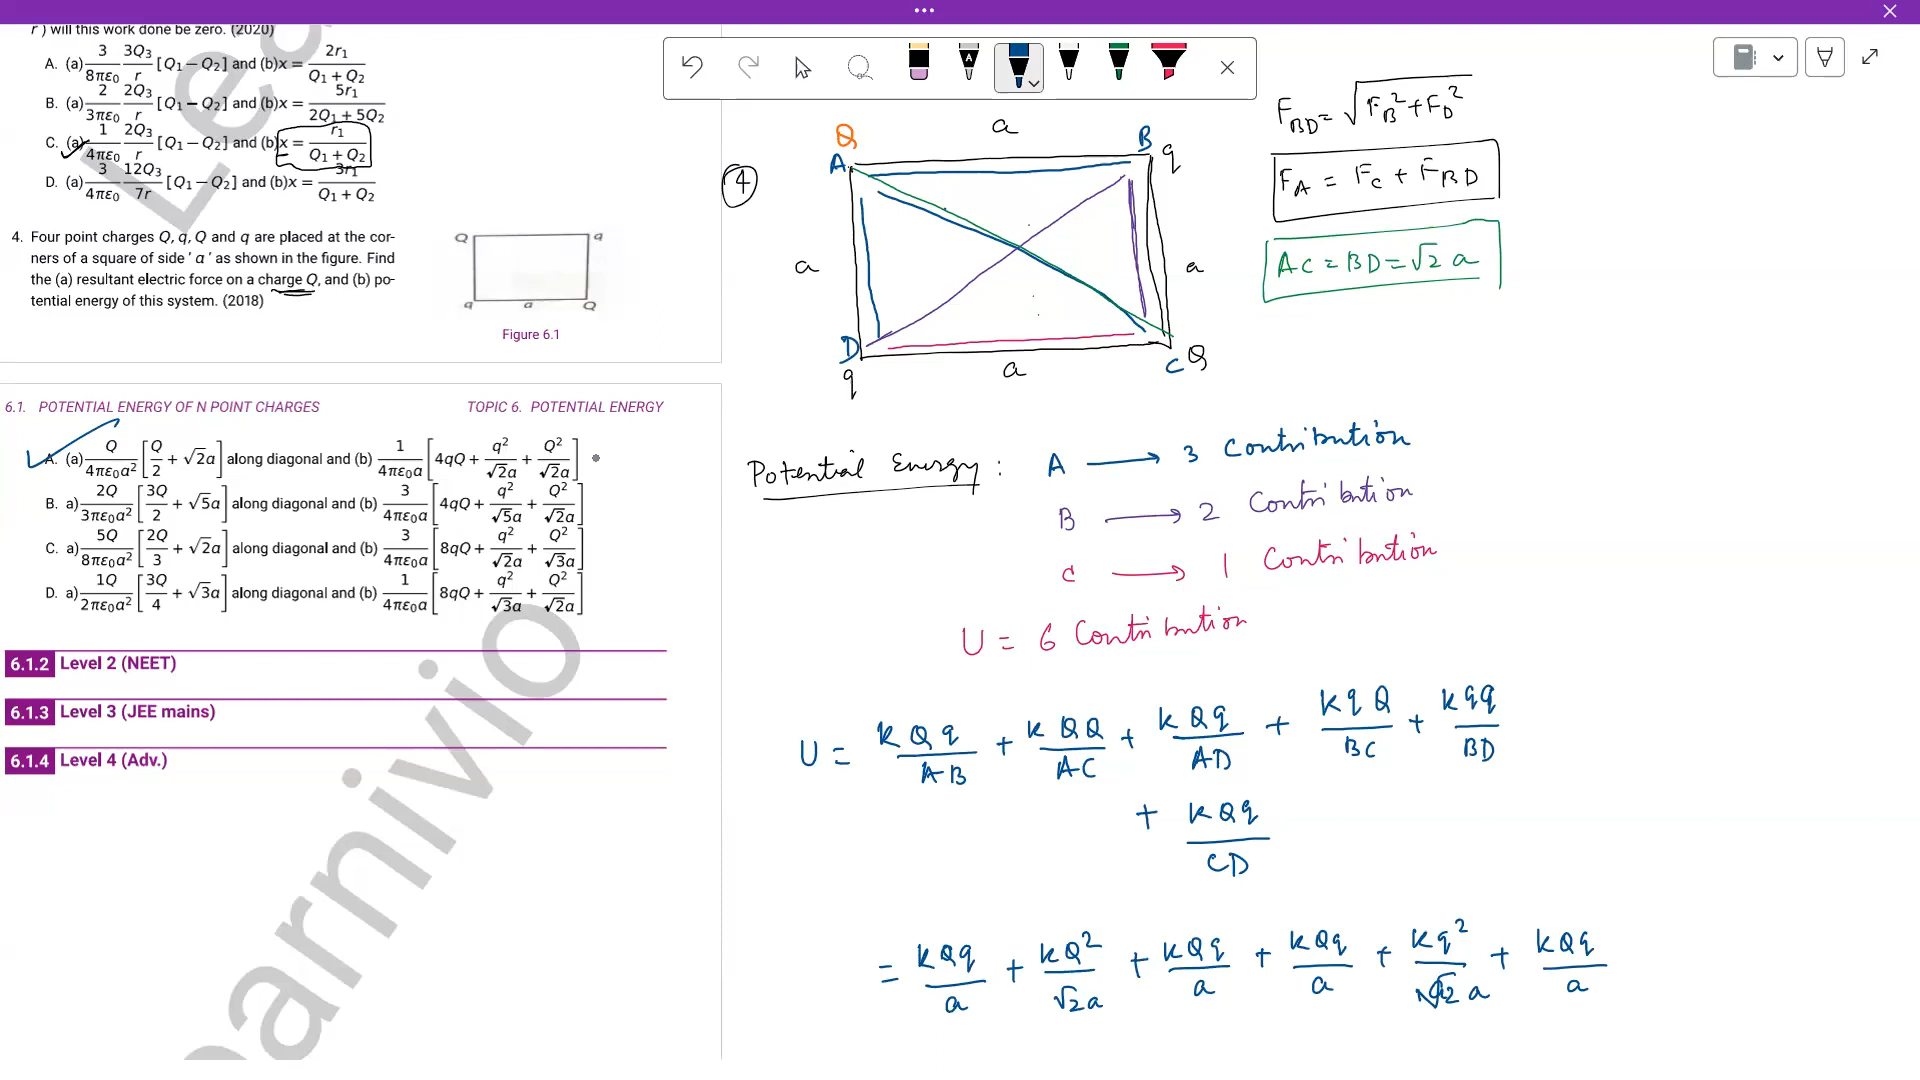 r ) will this work done be zero. (2020)
A. (a) 3/8πε0 3Q3/r [Q1 − Q2] and (b)x = 2r1/Q1 + Q2
B. (a) 2/3πε0 2Q3/r [Q1 − Q2] and (b)x = 5r1/2Q1 + 5Q2
C. (a) 1/4πε0 2Q3/r [Q1 − Q2] and (b)x = r1/Q1 + Q2
D. (a) 3/4πε0 12Q3/7r [Q1 − Q2] and (b)x = 3r1/Q1 + Q2
4. Four point charges Q, q, Q and q are placed at the cor-
ners of a square of side ' a ' as shown in the figure. Find
the (a) resultant electric force on a charge Q, and (b) po-
tential energy of this system. (2018)
Q q
q a Q
Figure 6.1
6.1. POTENTIAL ENERGY OF N POINT CHARGES TOPIC 6. POTENTIAL ENERGY
A. (a) Q/4πε0a² [Q/2 + √2a] along diagonal and (b) 1/4πε0a [4qQ + q²/√2a + Q²/√2a]
B. a) 2Q/3πε0a² [3Q/2 + √5a] along diagonal and (b) 3/4πε0a [4qQ + q²/√5a + Q²/√2a]
C. a) 5Q/8πε0a² [2Q/3 + √2a] along diagonal and (b) 3/4πε0a [8qQ + q²/√2a + Q²/√3a]
D. a) 1Q/2πε0a² [3Q/4 + √3a] along diagonal and (b) 1/4πε0a [8qQ + q²/√3a + Q²/√2a]
6.1.2 Level 2 (NEET)
6.1.3 Level 3 (JEE mains)
6.1.4 Level 4 (Adv.)
arnivio
④
Q a B q
A
a a
D C Q
q a
F_BD = √F_B² + F_D²
F_A = F_C + F_BD
AC = BD = √2 a
Potential Energy : A → 3 Contribution
B → 2 Contribution
C → 1 Contribution
U = 6 Contribution
U = kQq/AB + kQQ/AC + kQq/AD + kqQ/BC + kqq/BD
+ kQq/CD
= kQq/a + kQ²/√2a + kQq/a + kQq/a + kq²/√2a + kQq/a